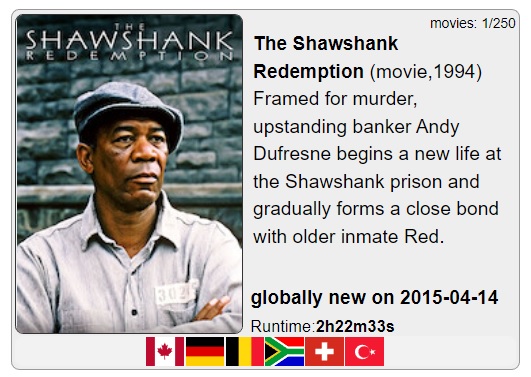 movies: 1/250
THE
SHAWSHANK
REDEMPTION
The Shawshank
Redemption (movie,1994)
Framed for murder,
upstanding banker Andy
Dufresne begins a new life at
the Shawshank prison and
gradually forms a close bond
with older inmate Red.
globally new on 2015-04-14
Runtime:2h22m33s